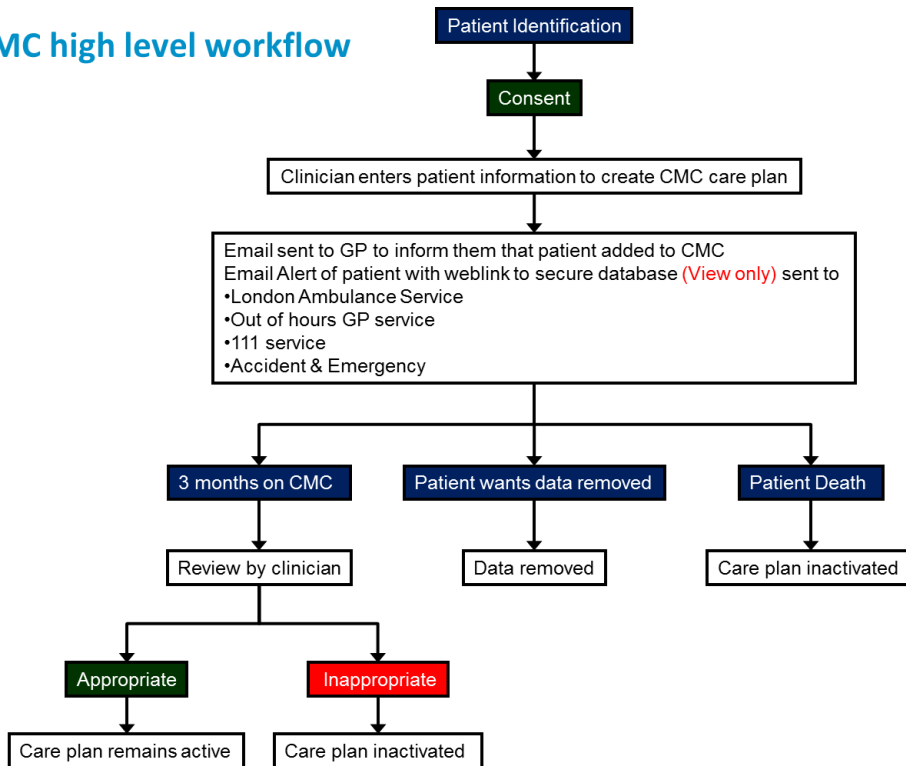 MC high level workflow
Patient Identification
Consent
Clinician enters patient information to create CMC care plan
Email sent to GP to inform them that patient added to CMC
Email Alert of patient with weblink to secure database (View only) sent to
•London Ambulance Service
•Out of hours GP service
•111 service
•Accident & Emergency
3 months on CMC
Patient wants data removed
Patient Death
Review by clinician
Data removed
Care plan inactivated
Appropriate
Inappropriate
Care plan remains active
Care plan inactivated